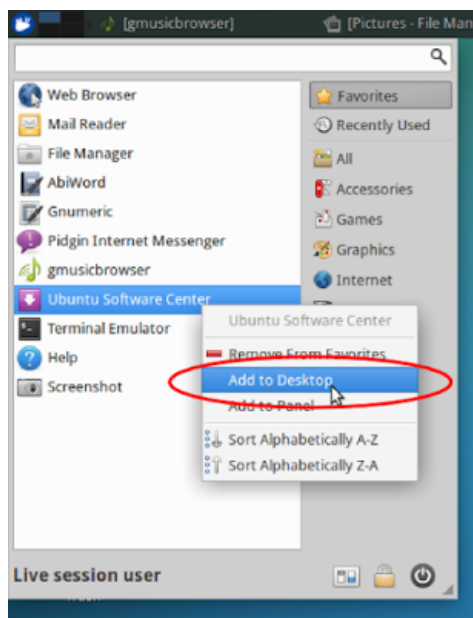 [gmusicbrowser]
[Pictures - File Man
Web Browser
Mail Reader
File Manager
AbiWord
Gnumeric
Pidgin Internet Messenger
gmusicbrowser
Ubuntu Software Center
Terminal Emulator
Help
Screenshot
Favorites
Recently Used
All
Accessories
Games
Graphics
Internet
Ubuntu Software Center
Remove From Favorites
Add to Desktop
Add to Panel
Sort Alphabetically A-Z
Sort Alphabetically Z-A
Live session user